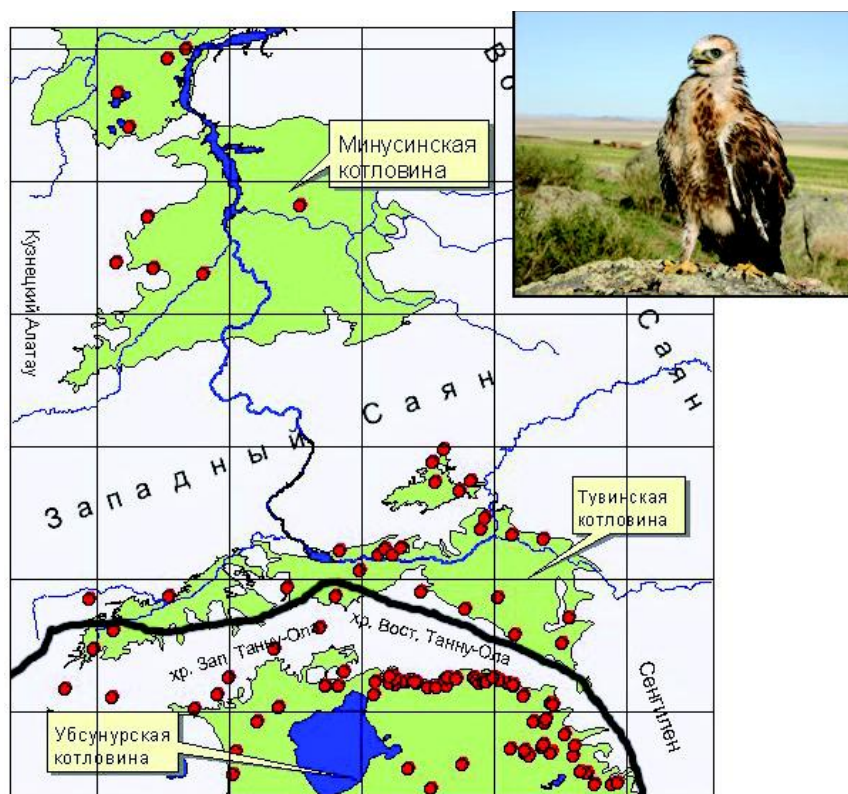 Во
Минусинская
котловина
Кузнецкий Алатау
Западный Саян
Саян
Тувинская
котловина
хр. Вост. Танну-Ола
хр. Зап. Танну-Ола
Сенгилен
Убсунурская
котловина